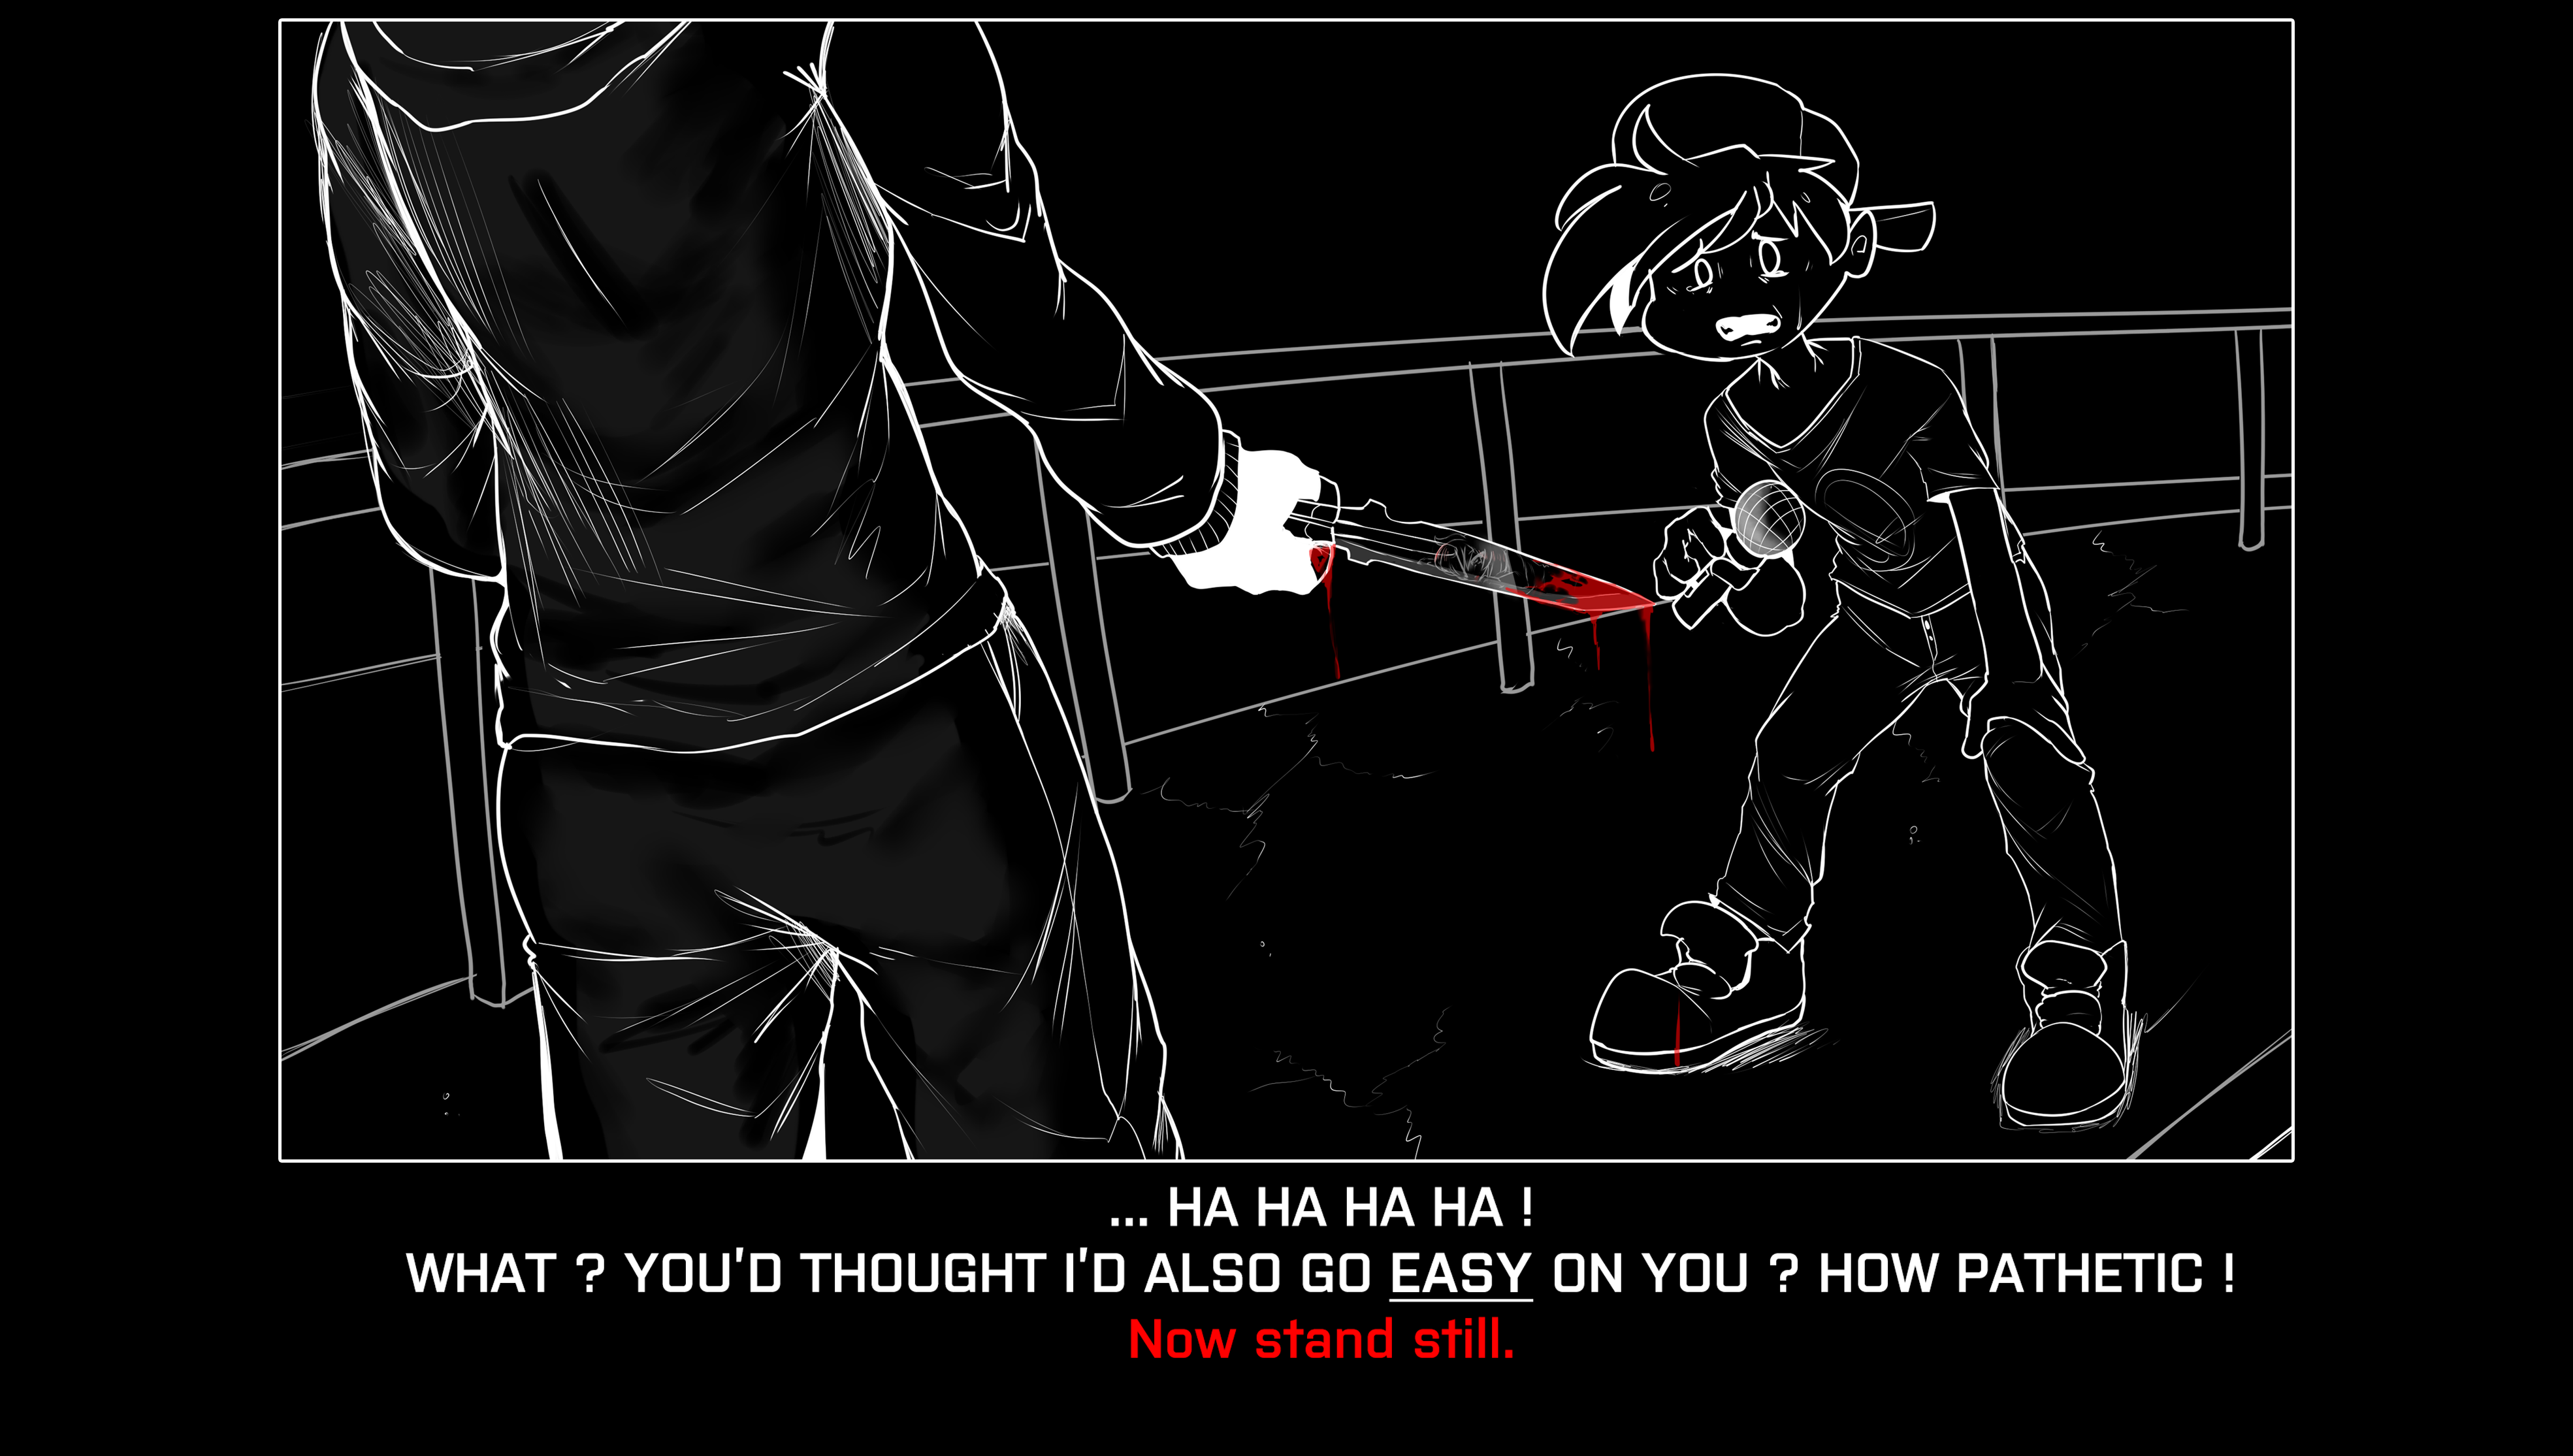 ... HA HA HA HA !
WHAT ? YOU'D THOUGHT I'D ALSO GO EASY ON YOU ? HOW PATHETIC !
Now stand still.